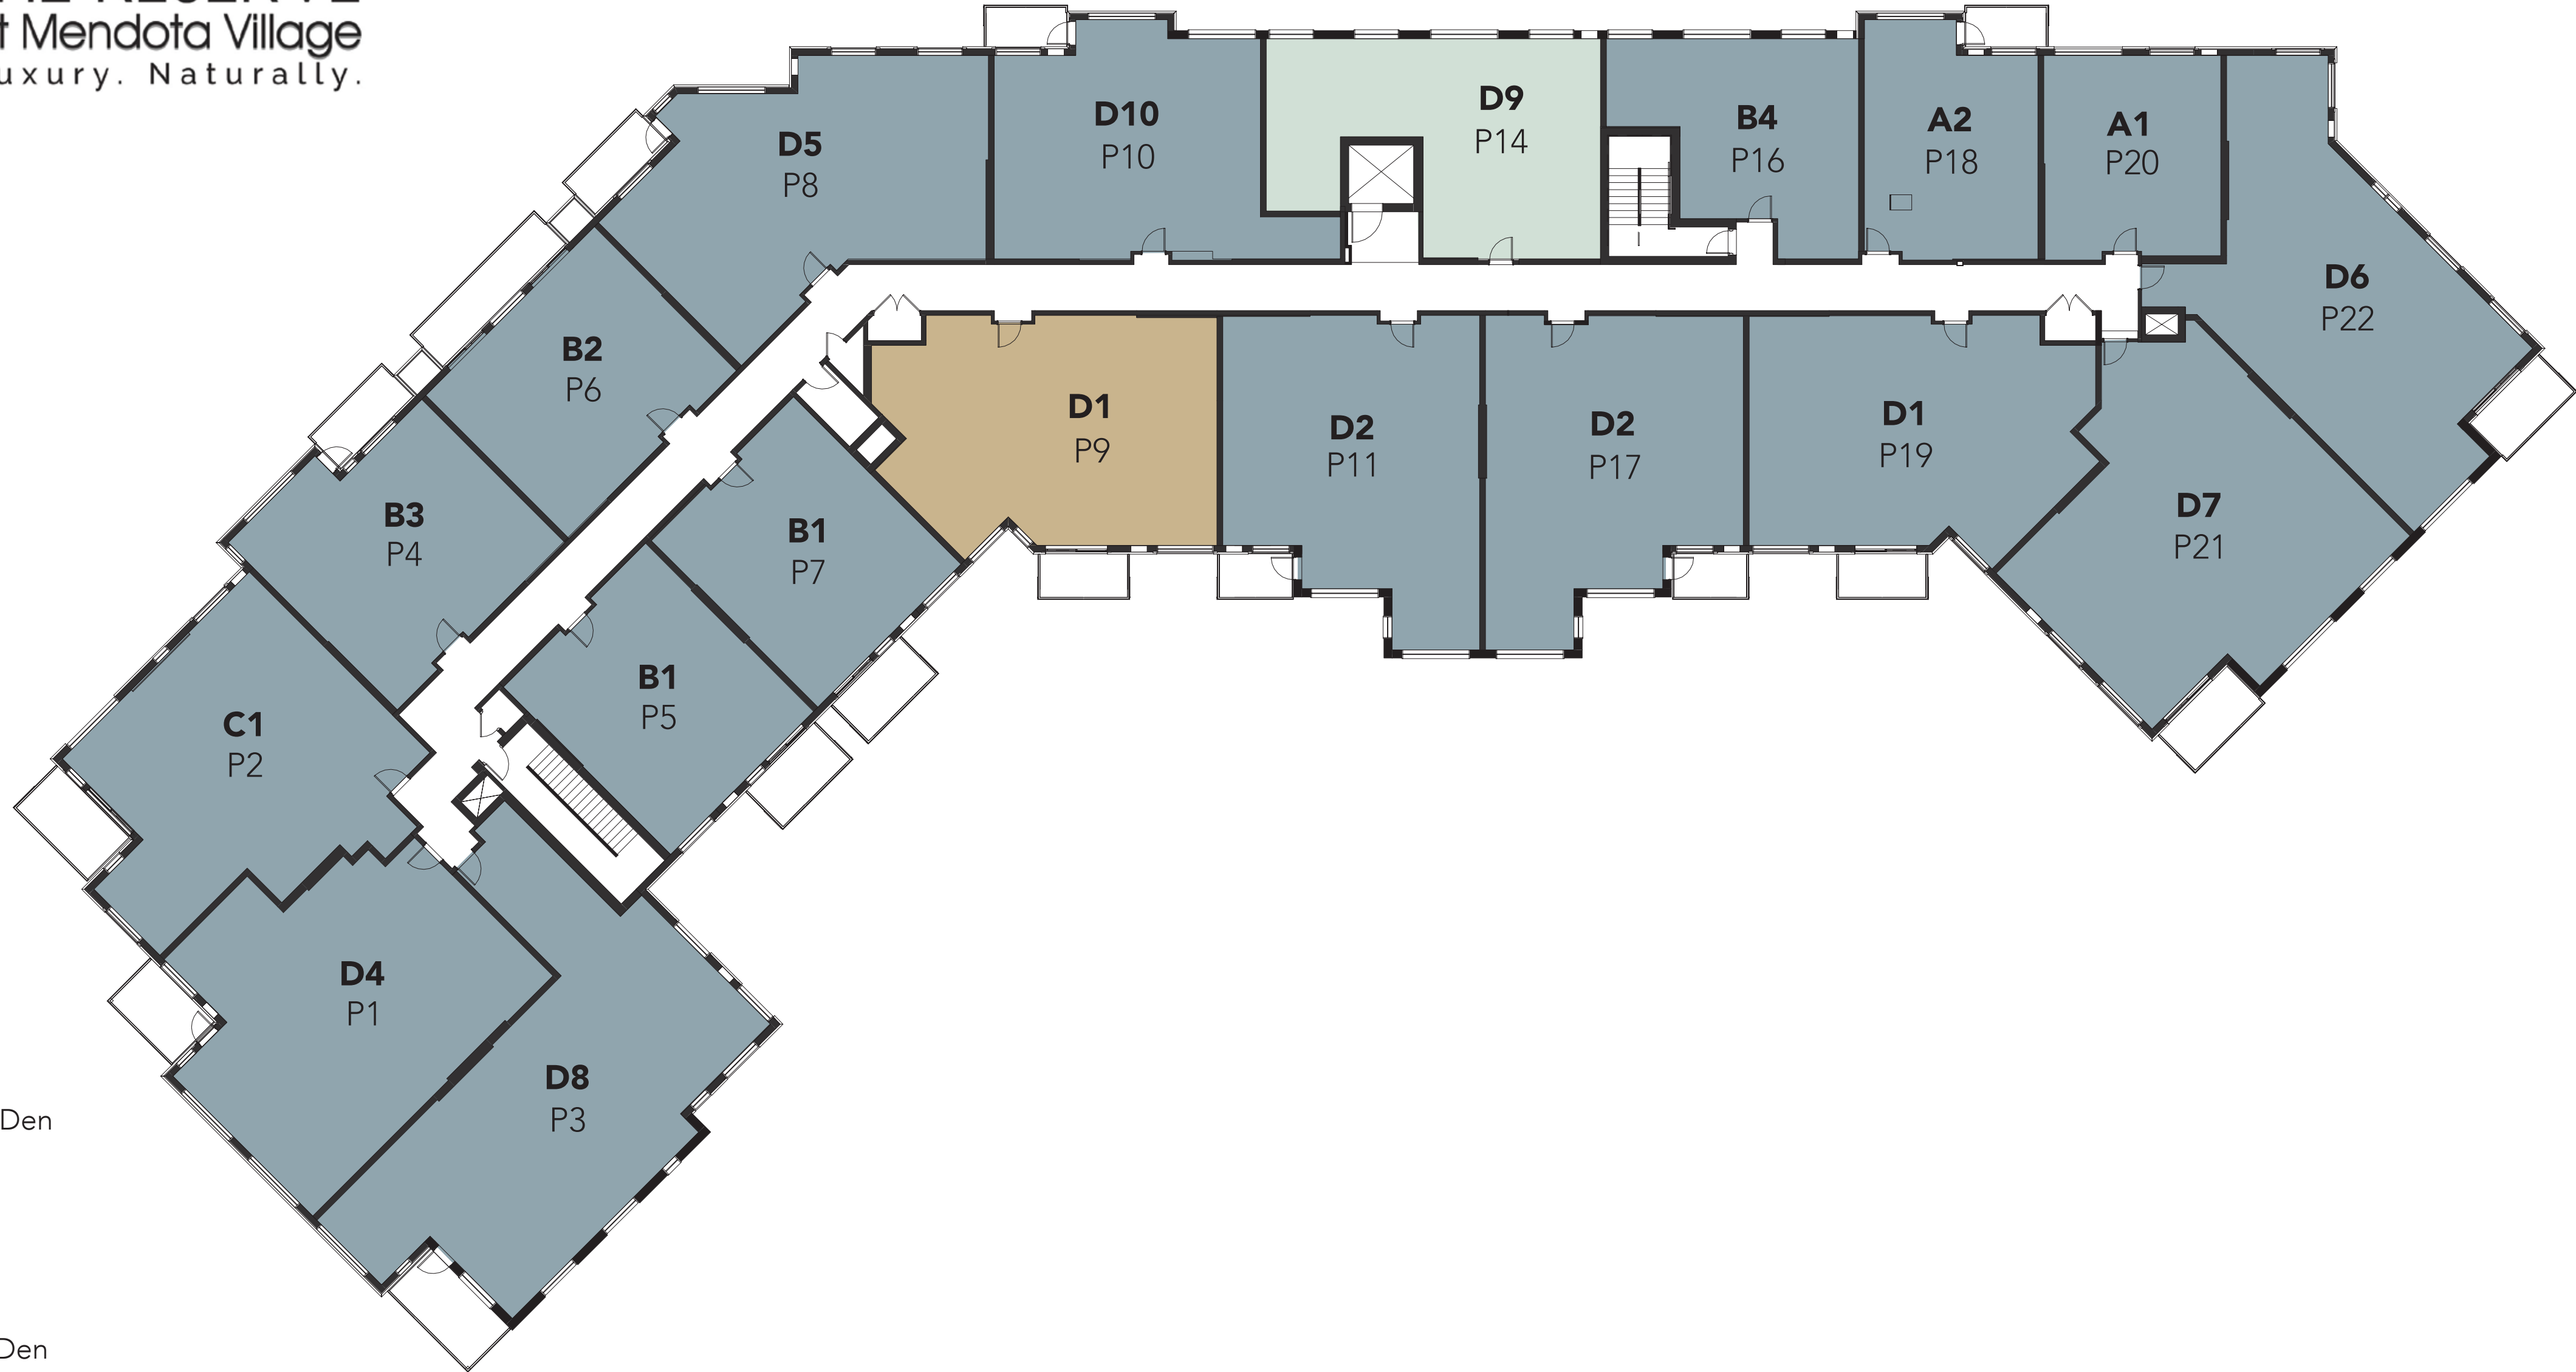 t Mendota Village
uxury. Naturally.
D5
P8
D10
P10
D9
P14
B4
P16
A2
P18
A1
P20
D6
P22
B2
P6
D1
P9
D2
P11
D2
P17
D1
P19
D7
P21
B3
P4
B1
P7
B1
P5
C1
P2
D4
P1
D8
P3
Den
Den